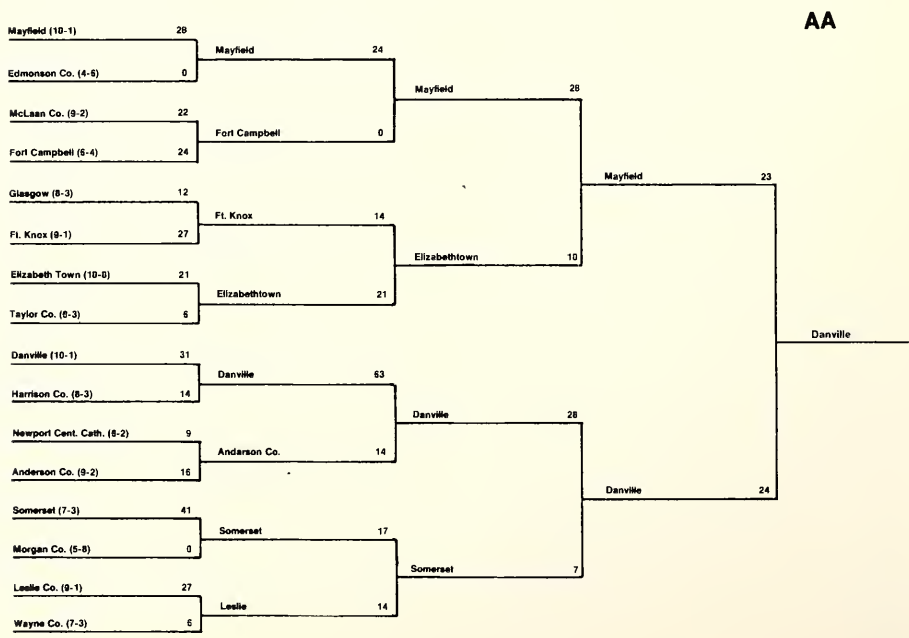 AA
Mayfield (10-1) 28
Edmonson Co. (4-6) 0
McLaan Co. (9-2) 22
Fort Campbell (6-4) 24
Glasgow (8-3) 12
Ft. Knox (9-1) 27
Elizabeth Town (10-0) 21
Taylor Co. (6-3) 6
Danville (10-1) 31
Harrison Co. (8-3) 14
Newport Cent. Cath. (8-2) 9
Anderson Co. (9-2) 16
Somerset (7-3) 41
Morgan Co. (5-8) 0
Leslie Co. (9-1) 27
Wayne Co. (7-3) 6
Mayfield 24
Fort Campbell 0
Ft. Knox 14
Elizabethtown 21
Danville 63
Andarson Co. 14
Somerset 17
Leslie 14
Mayfield 28
Elizabethtown 10
Danville 28
Somerset 7
Mayfield 23
Danville 24
Danville